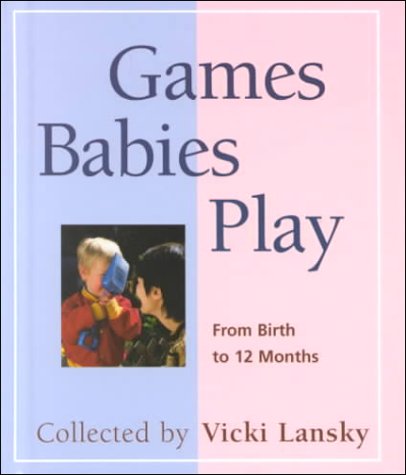 Games
Babies
Play
From Birth
to 12 Months
Collected by Vicki Lansky